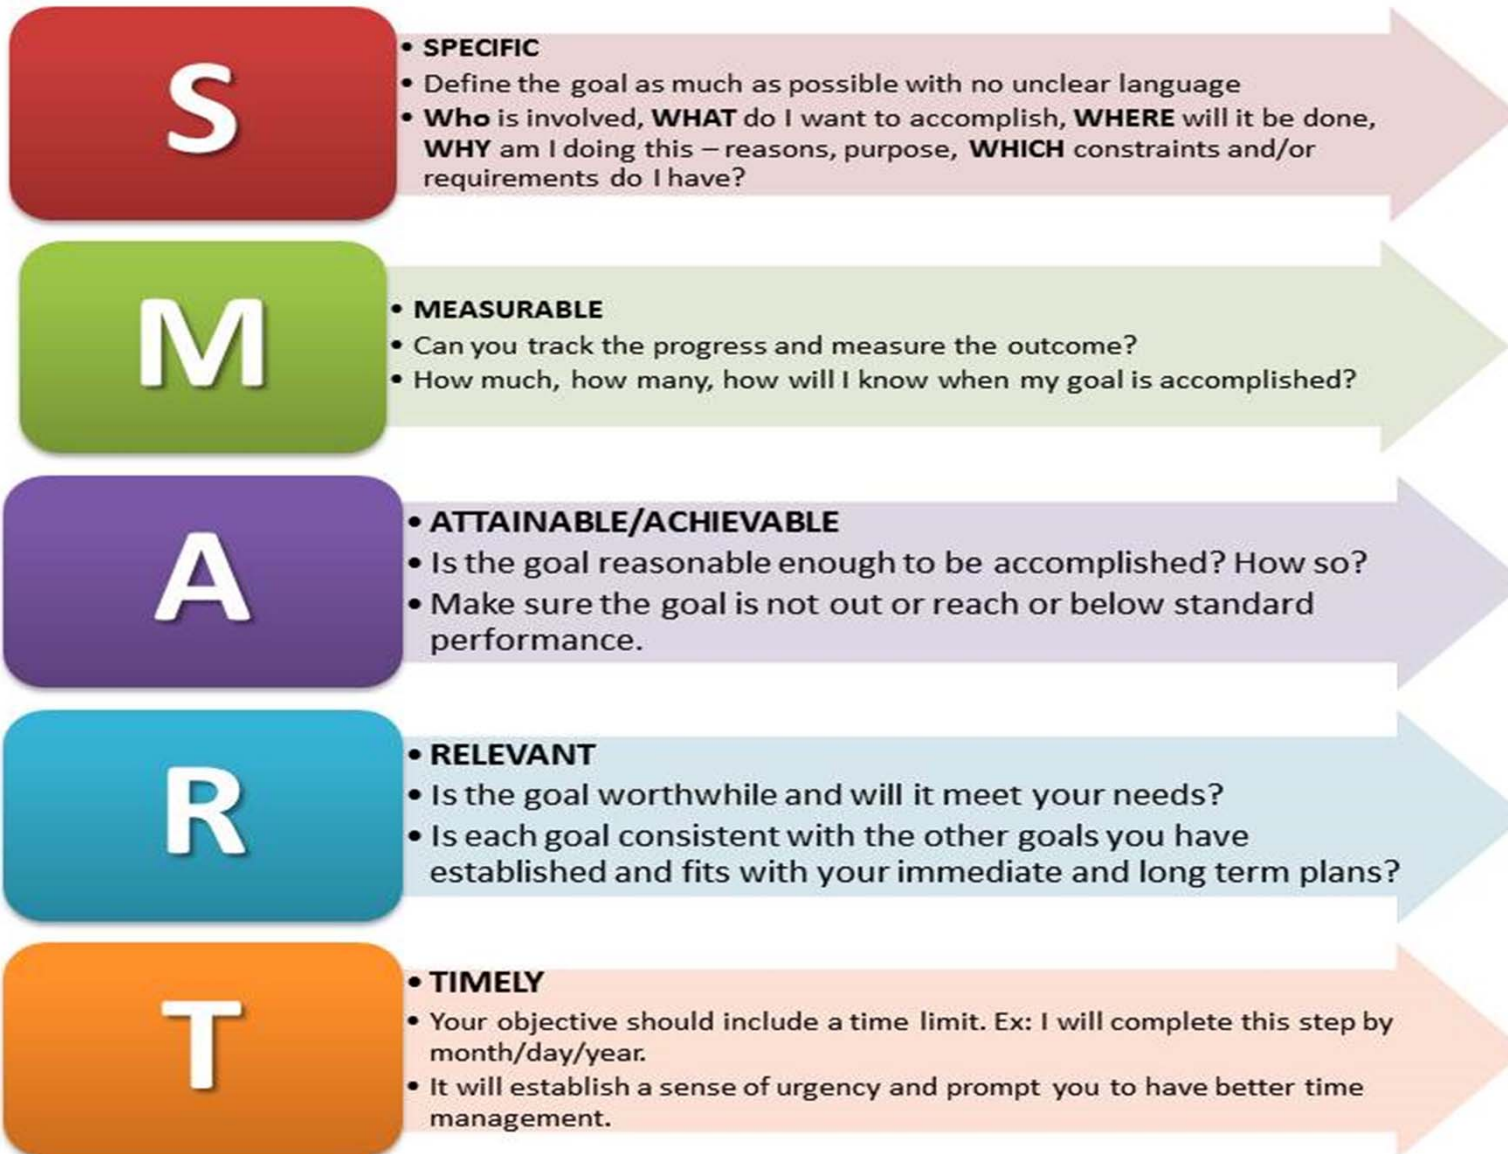 S
• SPECIFIC
• Define the goal as much as possible with no unclear language
• Who is involved, WHAT do I want to accomplish, WHERE will it be done,
WHY am I doing this – reasons, purpose, WHICH constraints and/or
requirements do I have?
M
• MEASURABLE
• Can you track the progress and measure the outcome?
• How much, how many, how will I know when my goal is accomplished?
A
• ATTAINABLE/ACHIEVABLE
• Is the goal reasonable enough to be accomplished? How so?
• Make sure the goal is not out or reach or below standard
performance.
R
• RELEVANT
• Is the goal worthwhile and will it meet your needs?
• Is each goal consistent with the other goals you have
established and fits with your immediate and long term plans?
T
• TIMELY
• Your objective should include a time limit. Ex: I will complete this step by
month/day/year.
• It will establish a sense of urgency and prompt you to have better time
management.